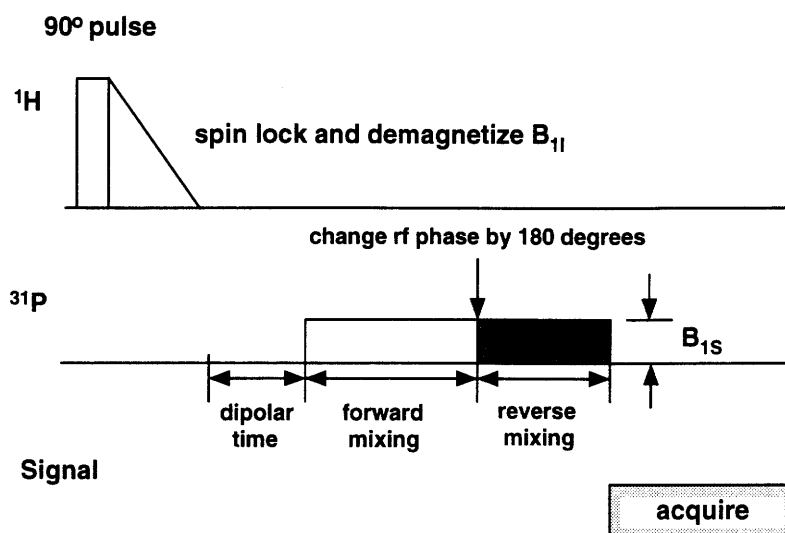 90º pulse
¹H
spin lock and demagnetize B₁I
change rf phase by 180 degrees
³¹P
B₁S
dipolar time
forward mixing
reverse mixing
Signal
acquire